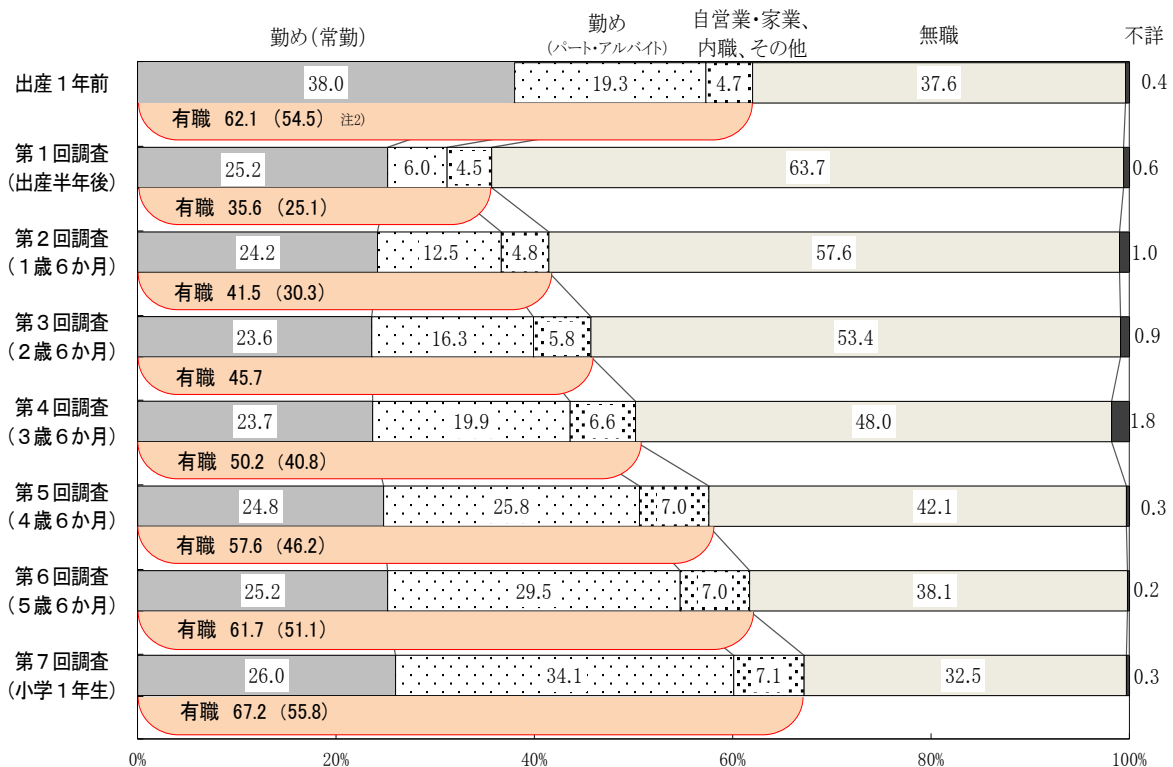 勤め（常勤）
勤め
（パート・アルバイト）
自営業・家業、
内職、その他
無職
不詳
出産１年前
38.0
19.3
4.7
37.6
0.4
有職 62.1 (54.5) 注2)
第１回調査
（出産半年後）
25.2
6.0
4.5
63.7
0.6
有職 35.6 (25.1)
第２回調査
（１歳６か月）
24.2
12.5
4.8
57.6
1.0
有職 41.5 (30.3)
第３回調査
（２歳６か月）
23.6
16.3
5.8
53.4
0.9
有職 45.7
第４回調査
（３歳６か月）
23.7
19.9
6.6
48.0
1.8
有職 50.2 (40.8)
第５回調査
（４歳６か月）
24.8
25.8
7.0
42.1
0.3
有職 57.6 (46.2)
第６回調査
（５歳６か月）
25.2
29.5
7.0
38.1
0.2
有職 61.7 (51.1)
第７回調査
（小学１年生）
26.0
34.1
7.1
32.5
0.3
有職 67.2 (55.8)
0%
20%
40%
60%
80%
100%